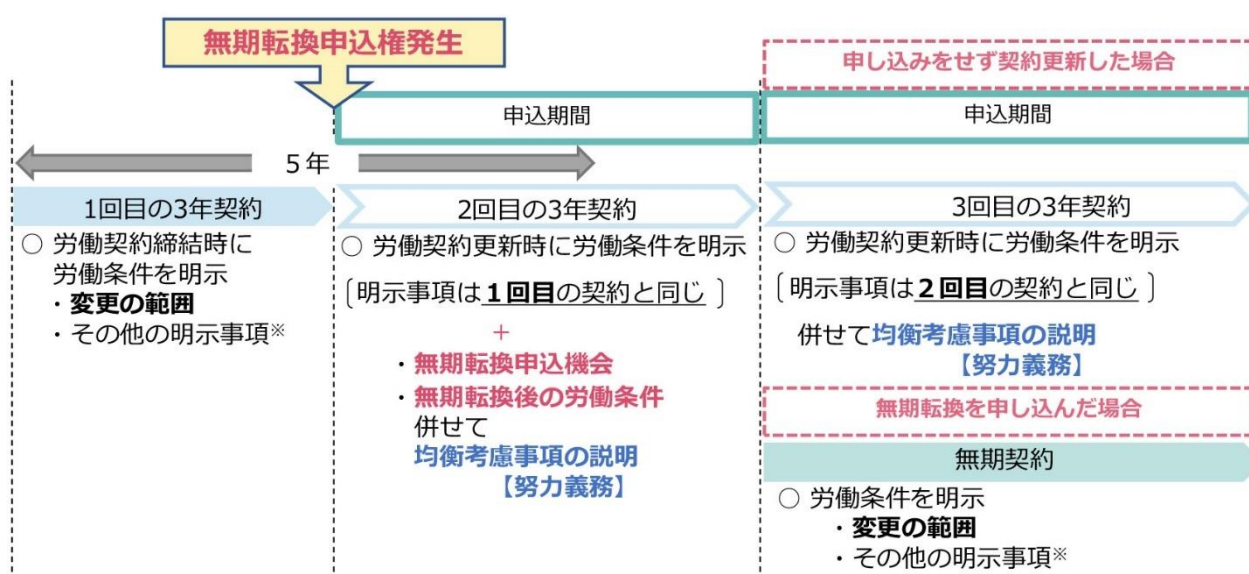 無期転換申込権発生
申し込みをせず契約更新した場合
申込期間
申込期間
5年
1回目の3年契約
○ 労働契約締結時に
労働条件を明示
・変更の範囲
・その他の明示事項※
2回目の3年契約
○ 労働契約更新時に労働条件を明示
〔明示事項は１回目の契約と同じ〕
＋
・無期転換申込機会
・無期転換後の労働条件
併せて
均衡考慮事項の説明
【努力義務】
3回目の3年契約
○ 労働契約更新時に労働条件を明示
〔明示事項は２回目の契約と同じ〕
併せて均衡考慮事項の説明
【努力義務】
無期転換を申し込んだ場合
無期契約
○ 労働条件を明示
・変更の範囲
・その他の明示事項※